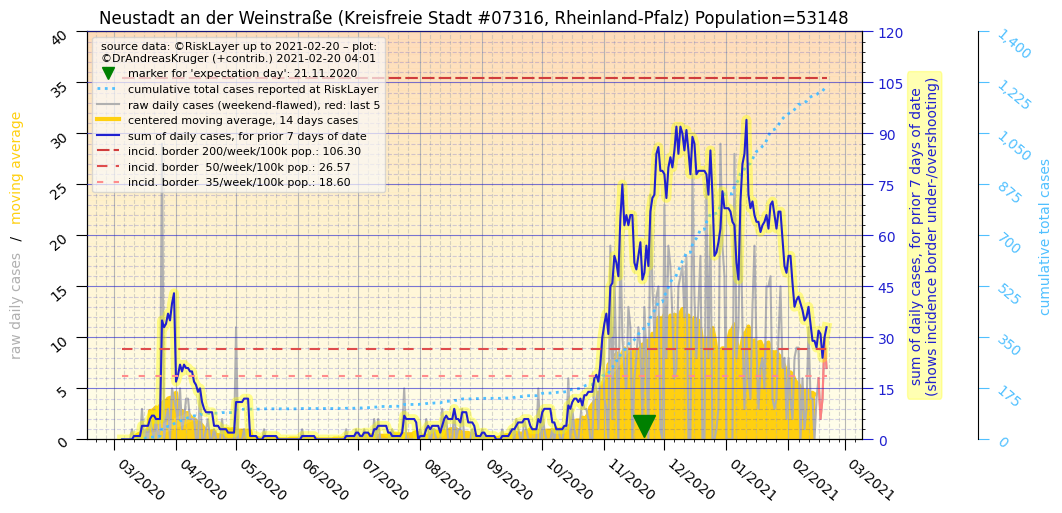 Neustadt an der Weinstraße (Kreisfreie Stadt #07316, Rheinland-Pfalz) Population=53148
source data: ©RiskLayer up to 2021-02-20 – plot:
©DrAndreasKruger (+contrib.) 2021-02-20 04:01
marker for 'expectation day': 21.11.2020
cumulative total cases reported at RiskLayer
raw daily cases (weekend-flawed), red: last 5
centered moving average, 14 days cases
sum of daily cases, for prior 7 days of date
incid. border 200/week/100k pop.: 106.30
incid. border  50/week/100k pop.: 26.57
incid. border  35/week/100k pop.: 18.60
raw daily cases / moving average
40
35
30
25
20
15
10
5
0
03/2020
04/2020
05/2020
06/2020
07/2020
08/2020
09/2020
10/2020
11/2020
12/2020
01/2021
02/2021
03/2021
120
105
90
75
60
45
30
15
0
sum of daily cases, for prior 7 days of date
(shows incidence border under-/overshooting)
1,400
1,225
1,050
875
700
525
350
175
0
cumulative total cases